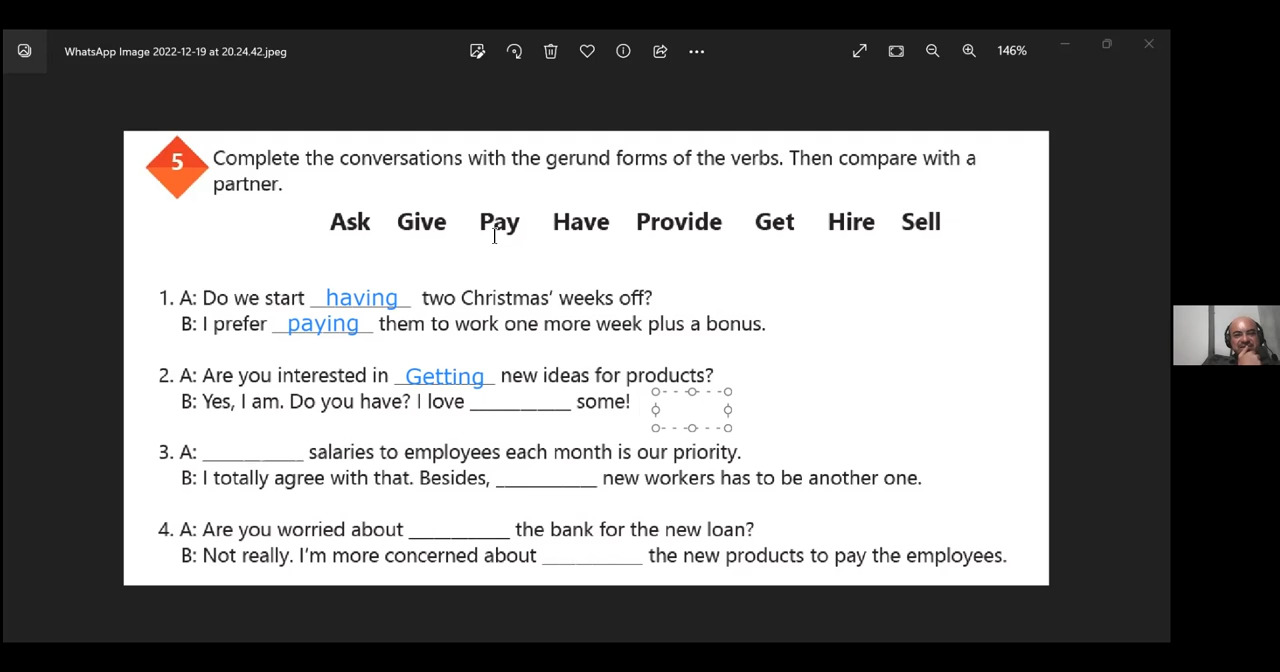 WhatsApp Image 2022-12-19 at 20.24.42.jpeg
146%
5
Complete the conversations with the gerund forms of the verbs. Then compare with a
partner.
Ask Give Pay Have Provide Get Hire Sell
1. A: Do we start _having_ two Christmas' weeks off?
B: I prefer _paying_ them to work one more week plus a bonus.
2. A: Are you interested in _Getting_ new ideas for products?
B: Yes, I am. Do you have? I love __________ some!
3. A: __________ salaries to employees each month is our priority.
B: I totally agree with that. Besides, __________ new workers has to be another one.
4. A: Are you worried about __________ the bank for the new loan?
B: Not really. I'm more concerned about __________ the new products to pay the employees.